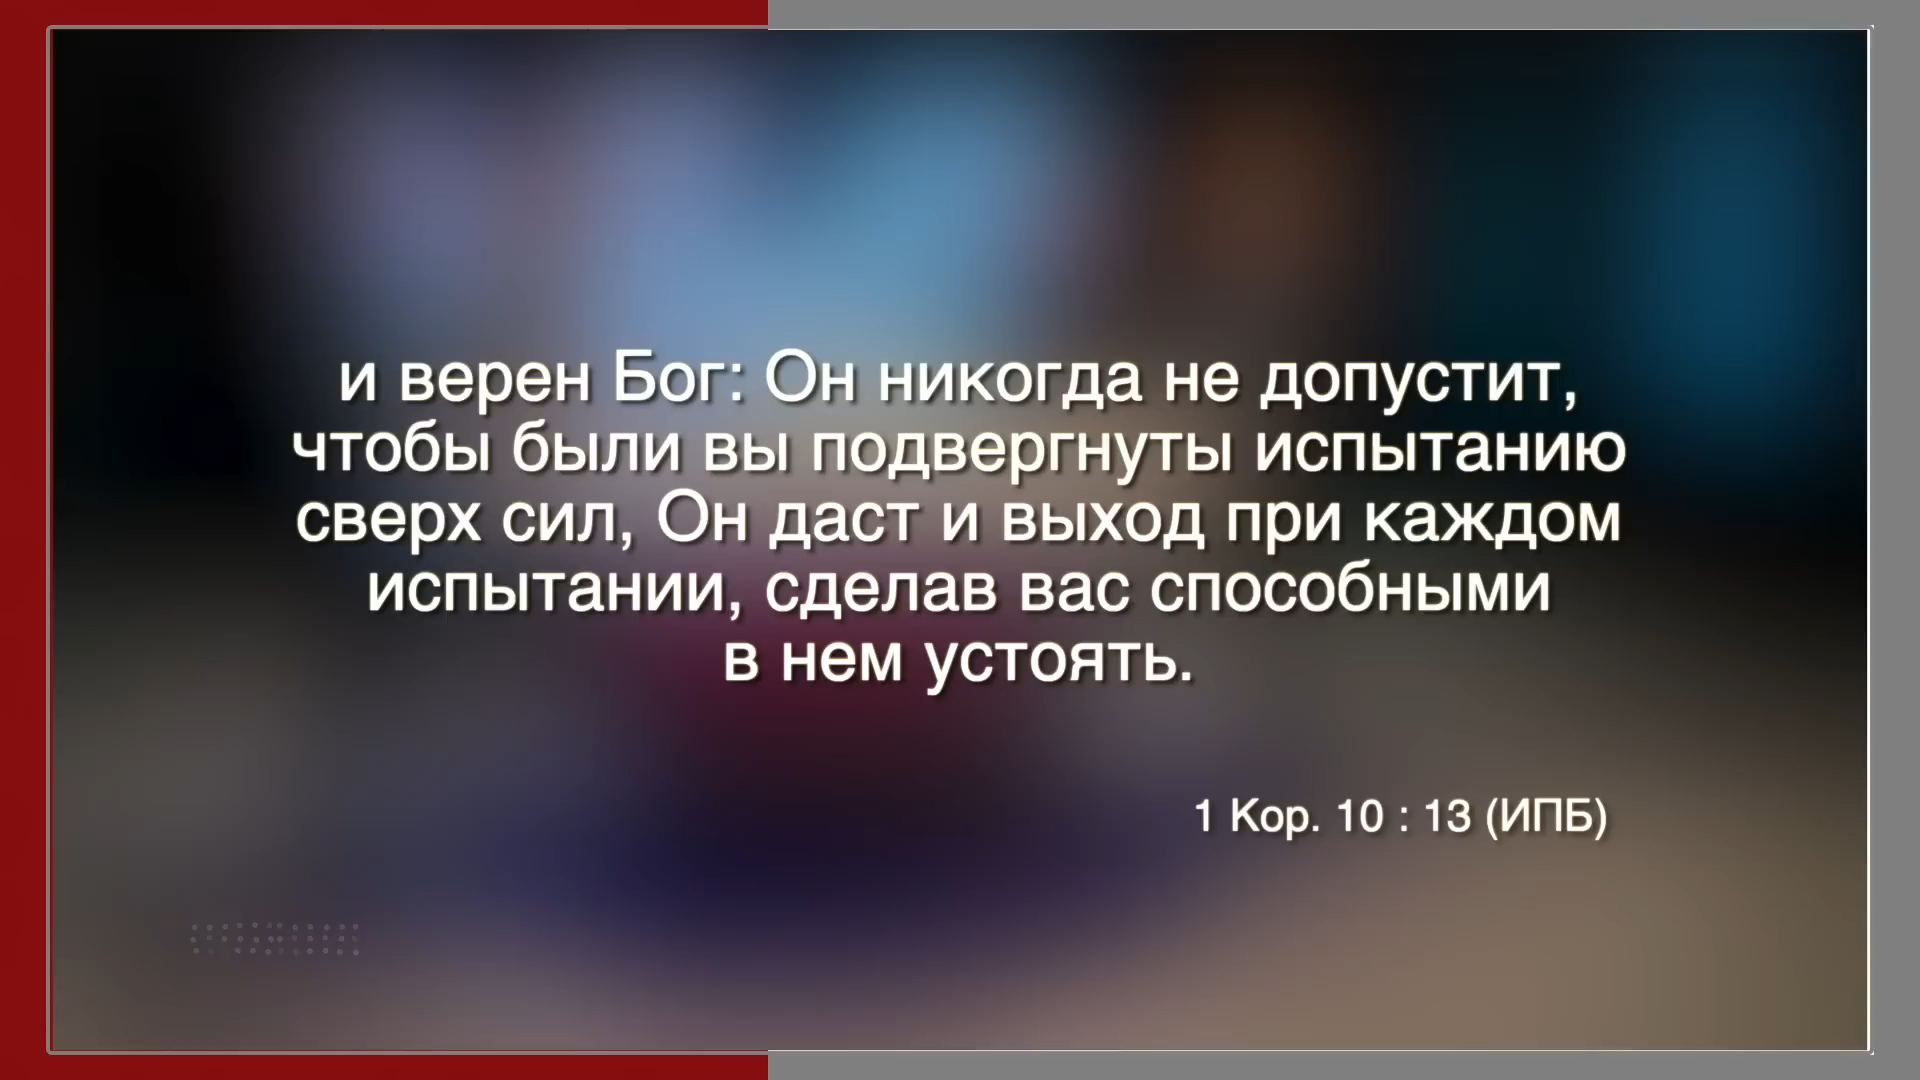 и верен Бог: Он никогда не допустит,
чтобы были вы подвергнуты испытанию
сверх сил, Он даст и выход при каждом
испытании, сделав вас способными
в нем устоять.
1 Кор. 10 : 13 (ИПБ)